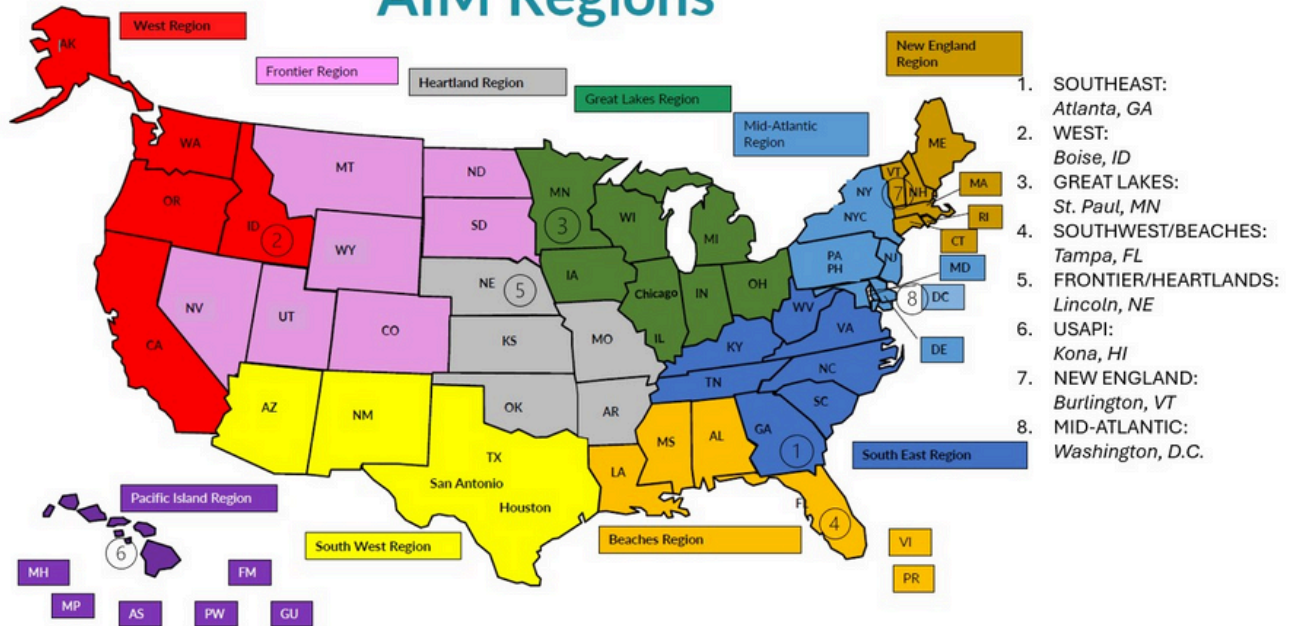 AIM Regions
West Region
Frontier Region
Heartland Region
Great Lakes Region
Mid-Atlantic
Region
New England
Region
AK
WA
OR
ID
2
CA
NV
MT
WY
UT
CO
ND
SD
NE
5
KS
OK
MO
AR
MN
3
IA
WI
MI
Chicago
IL
IN
OH
NY
NYC
PA
PH
NJ
VT
7
NH
ME
MA
RI
CT
MD
8
DC
DE
WV
VA
KY
TN
NC
SC
GA
1
South East Region
AZ
NM
TX
San Antonio
Houston
South West Region
LA
MS
AL
FL
4
Beaches Region
VI
PR
Pacific Island Region
6
MH
MP
AS
PW
FM
GU
1. SOUTHEAST:
Atlanta, GA
2. WEST:
Boise, ID
3. GREAT LAKES:
St. Paul, MN
4. SOUTHWEST/BEACHES:
Tampa, FL
5. FRONTIER/HEARTLANDS:
Lincoln, NE
6. USAPI:
Kona, HI
7. NEW ENGLAND:
Burlington, VT
8. MID-ATLANTIC:
Washington, D.C.